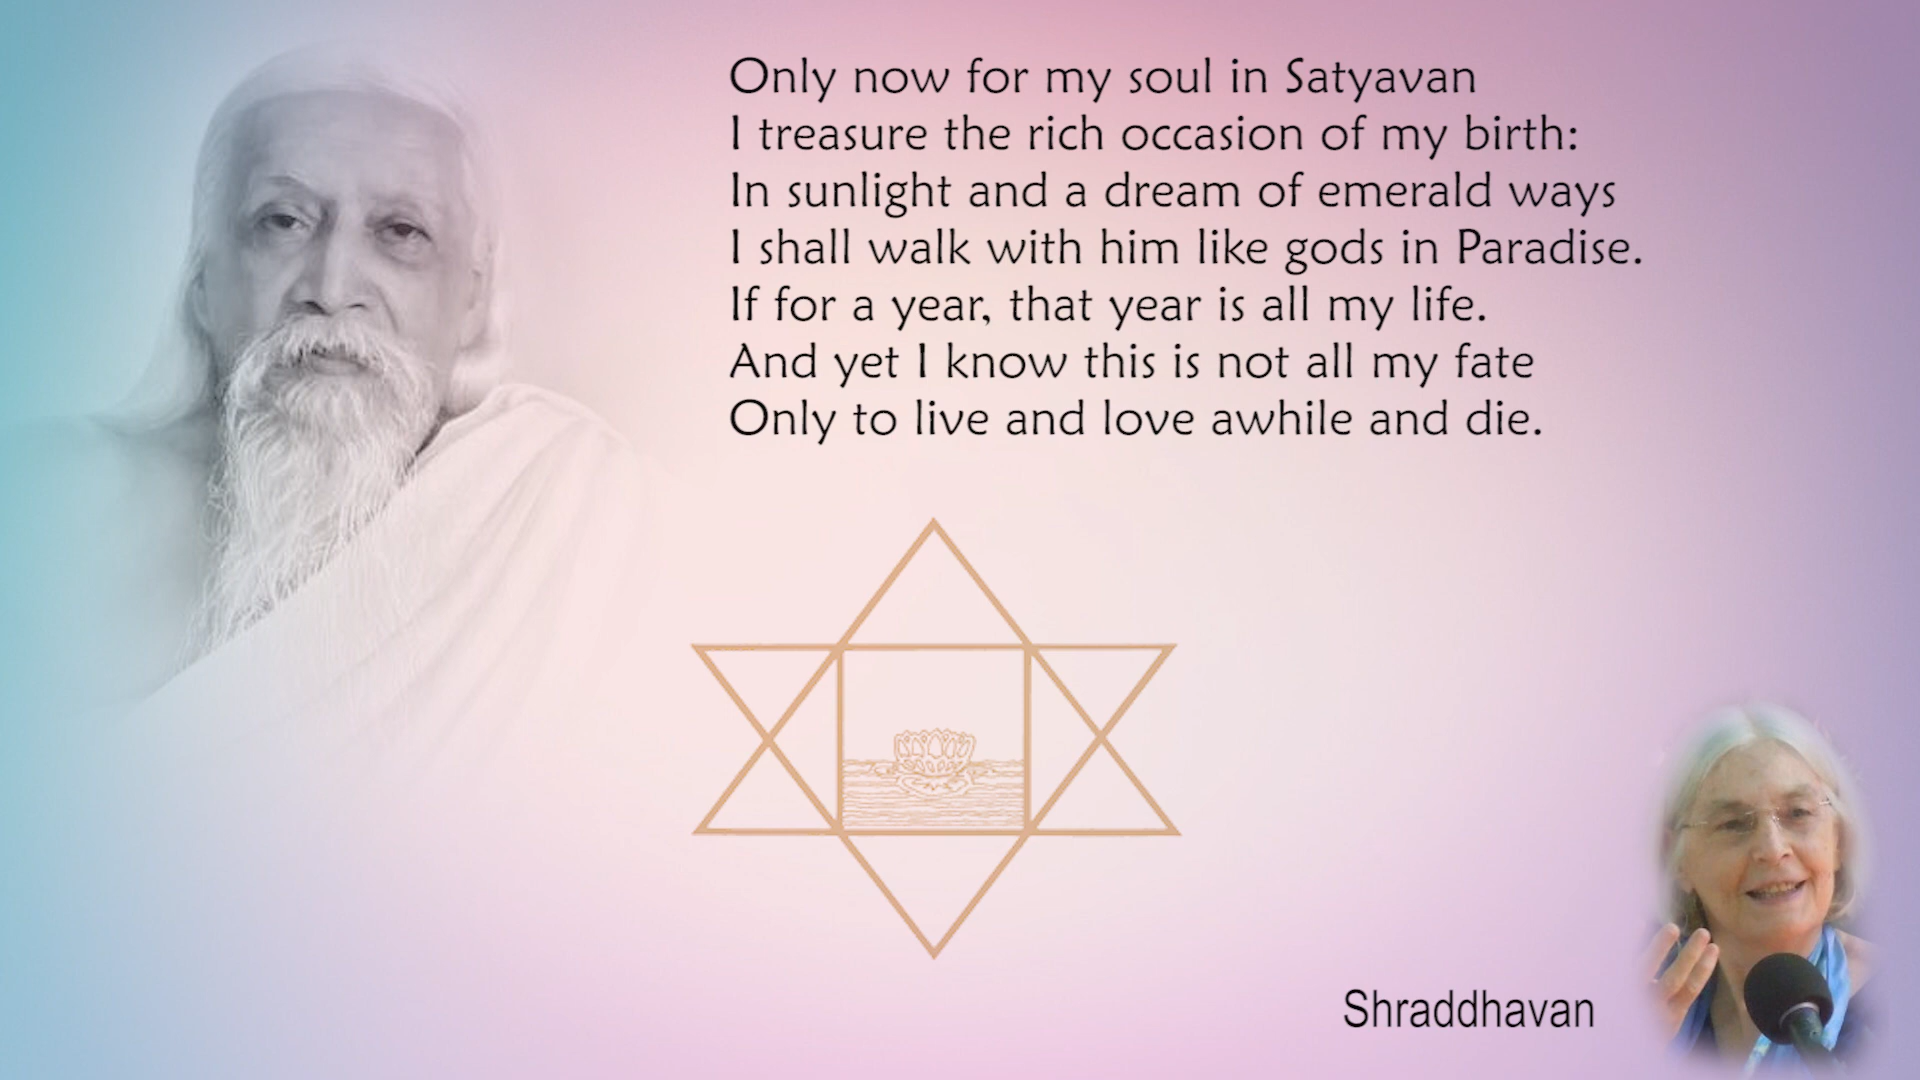 Only now for my soul in Satyavan
I treasure the rich occasion of my birth:
In sunlight and a dream of emerald ways
I shall walk with him like gods in Paradise.
If for a year, that year is all my life.
And yet I know this is not all my fate
Only to live and love awhile and die.
Shraddhavan